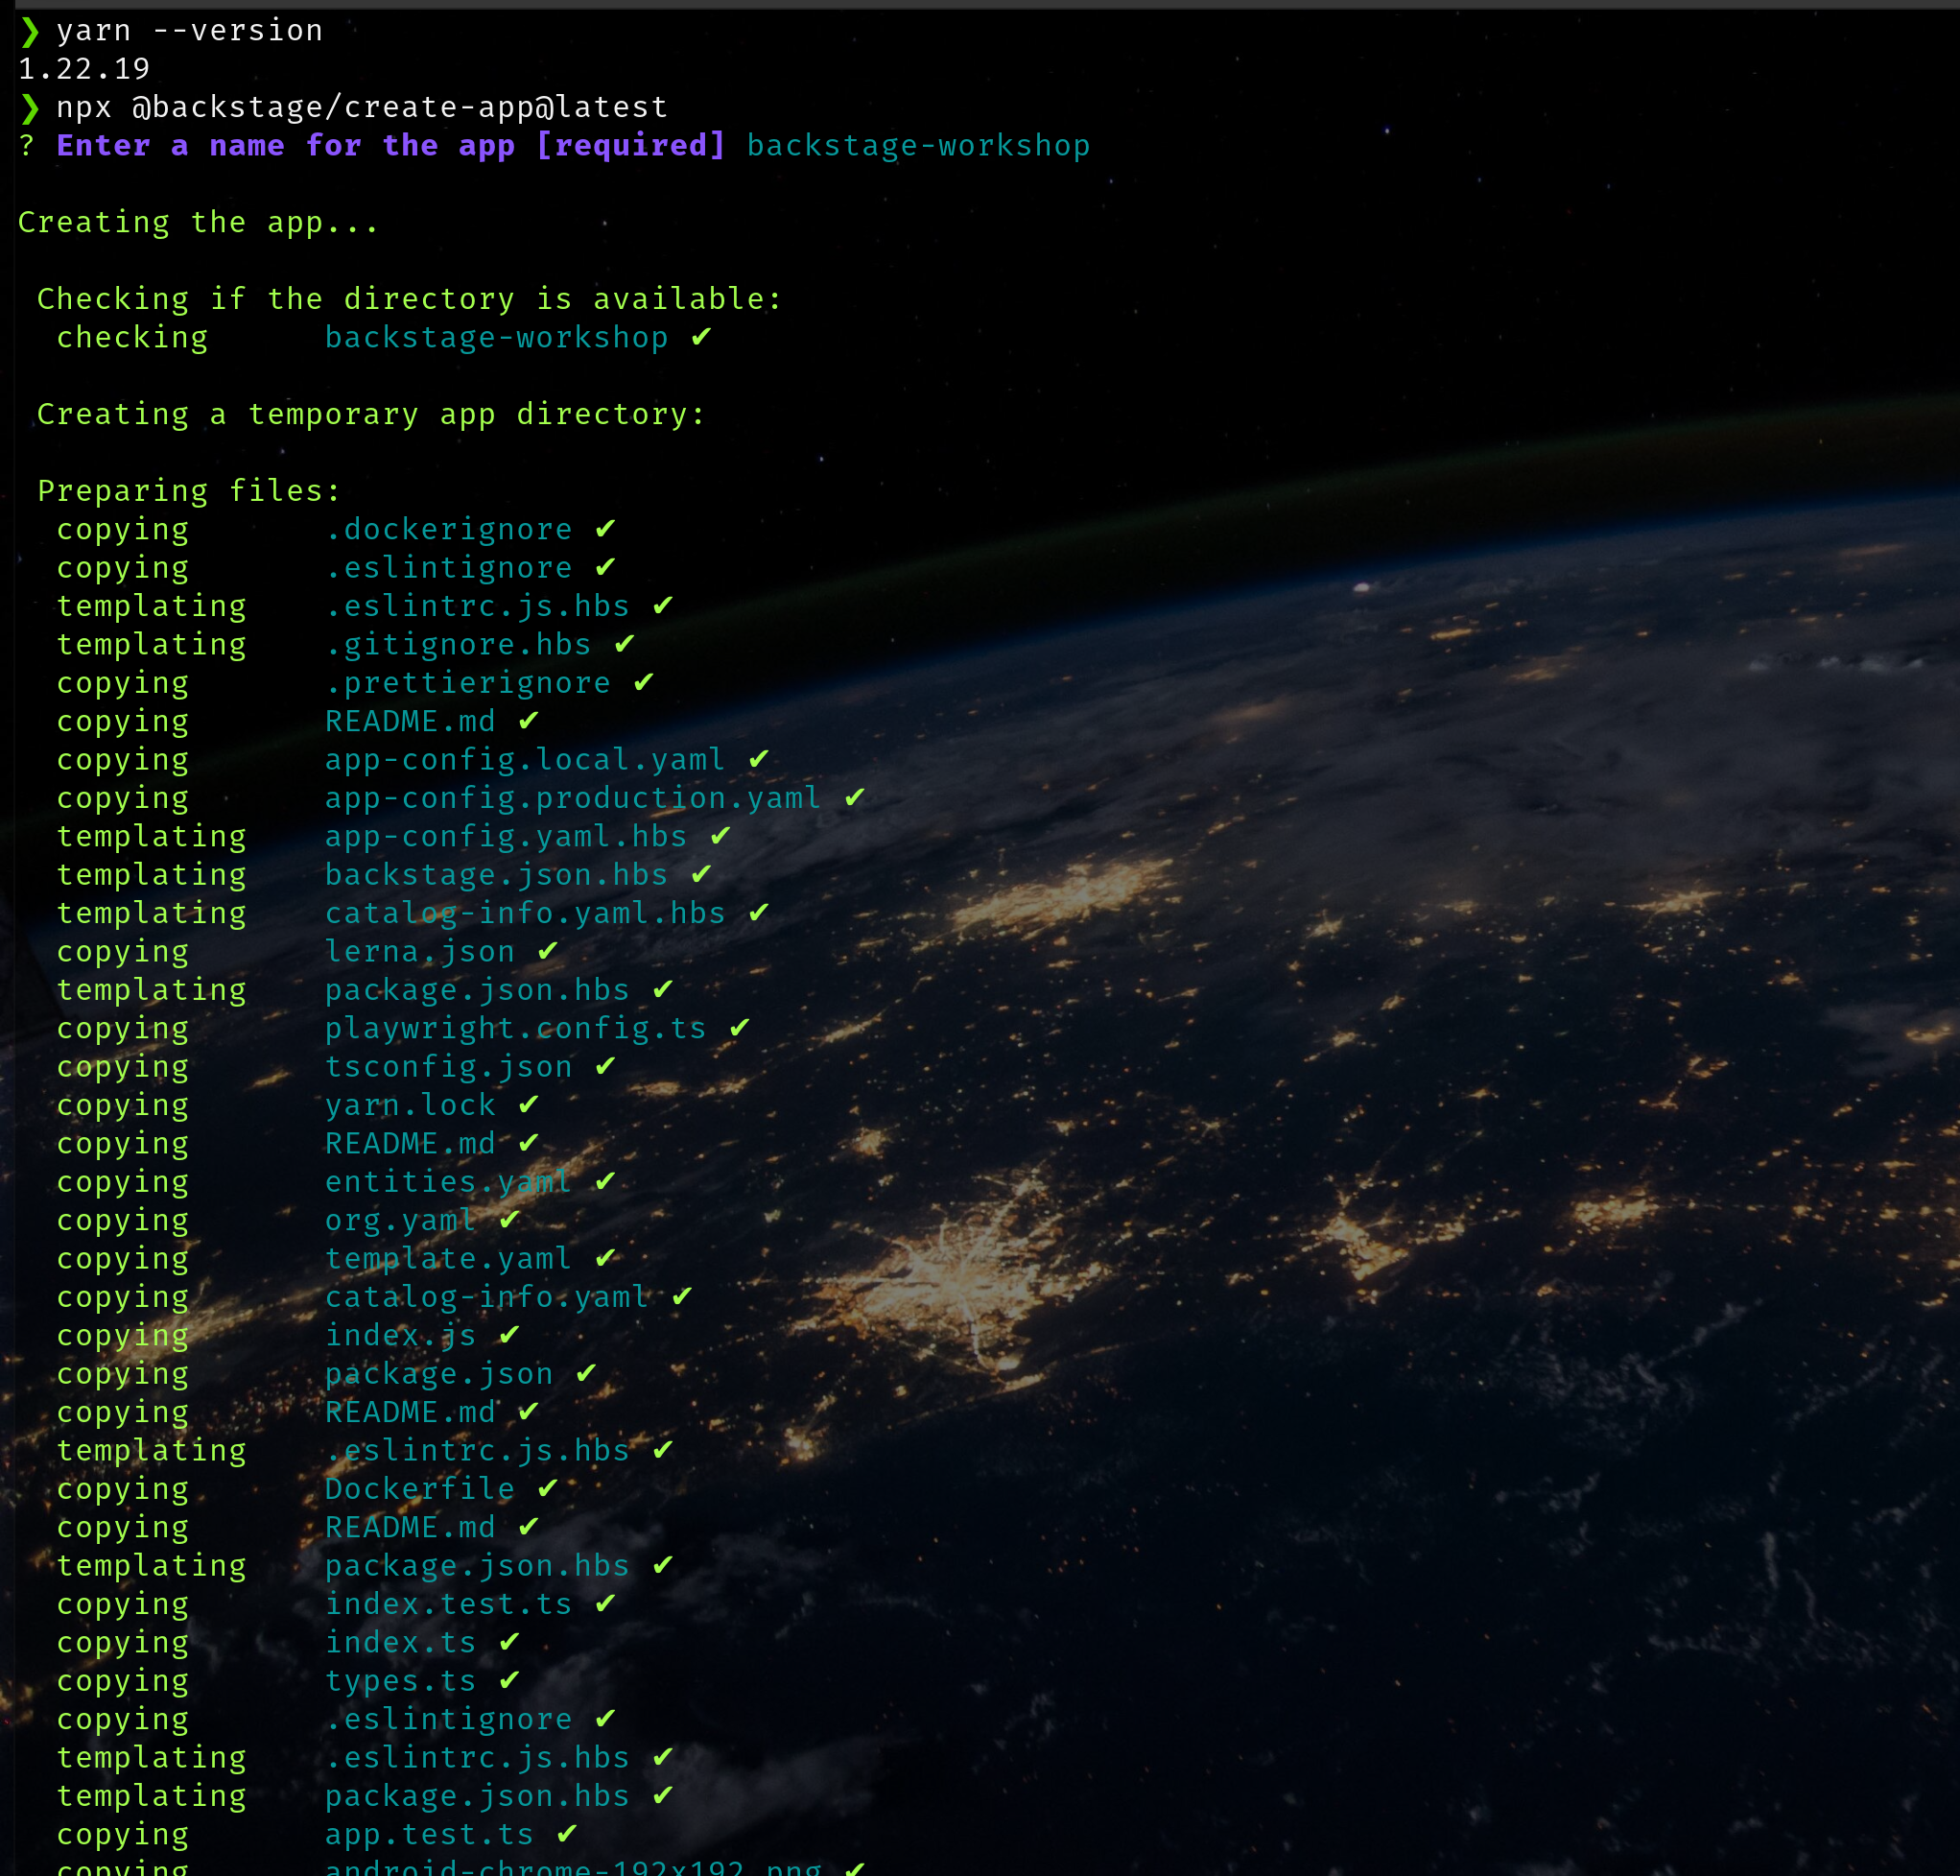 ❯ yarn --version
1.22.19
❯ npx @backstage/create-app@latest
? Enter a name for the app [required] backstage-workshop
Creating the app...
Checking if the directory is available:
checking backstage-workshop ✔
Creating a temporary app directory:
Preparing files:
copying .dockerignore ✔
copying .eslintignore ✔
templating .eslintrc.js.hbs ✔
templating .gitignore.hbs ✔
copying .prettierignore ✔
copying README.md ✔
copying app-config.local.yaml ✔
copying app-config.production.yaml ✔
templating app-config.yaml.hbs ✔
templating backstage.json.hbs ✔
templating catalog-info.yaml.hbs ✔
copying lerna.json ✔
templating package.json.hbs ✔
copying playwright.config.ts ✔
copying tsconfig.json ✔
copying yarn.lock ✔
copying README.md ✔
copying entities.yaml ✔
copying org.yaml ✔
copying template.yaml ✔
copying catalog-info.yaml ✔
copying index.js ✔
copying package.json ✔
copying README.md ✔
templating .eslintrc.js.hbs ✔
copying Dockerfile ✔
copying README.md ✔
templating package.json.hbs ✔
copying index.test.ts ✔
copying index.ts ✔
copying types.ts ✔
copying .eslintignore ✔
templating .eslintrc.js.hbs ✔
templating package.json.hbs ✔
copying app.test.ts ✔
copying android-chrome-192x192.png ✔